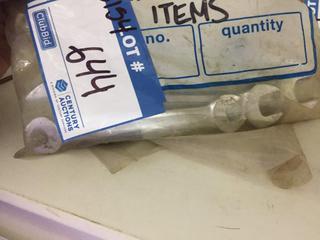 ITEMS
ClubBid
LOT #
no.
quantity
449
CENTURY
AUCTIONS